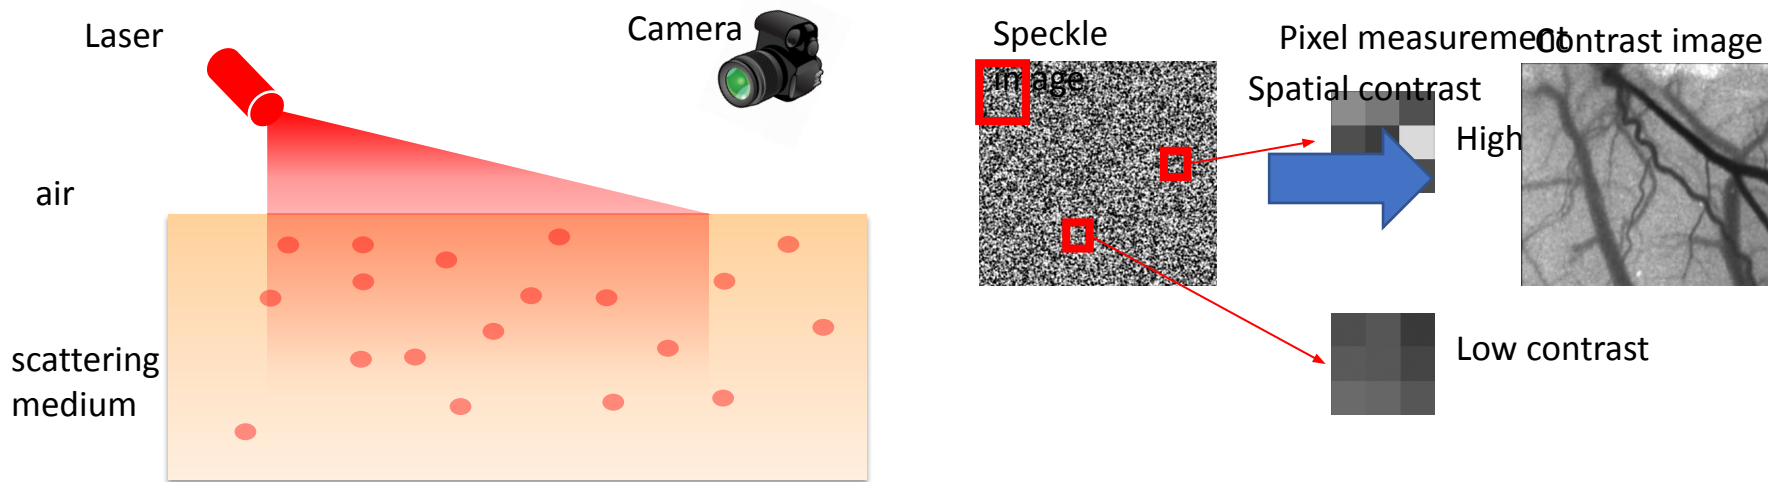 Laser
Camera
air
scattering
medium
Speckle
image
Pixel measurement
Contrast image
Spatial contrast
High
Low contrast